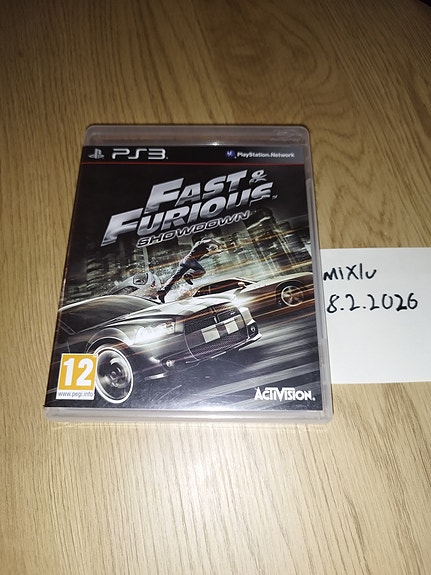 PS3
PlayStation Network
FAST &
FURIOUS
SHOWDOWN
12
www.pegi.info
ACTIVISION.
MIXlu
8.2.2026